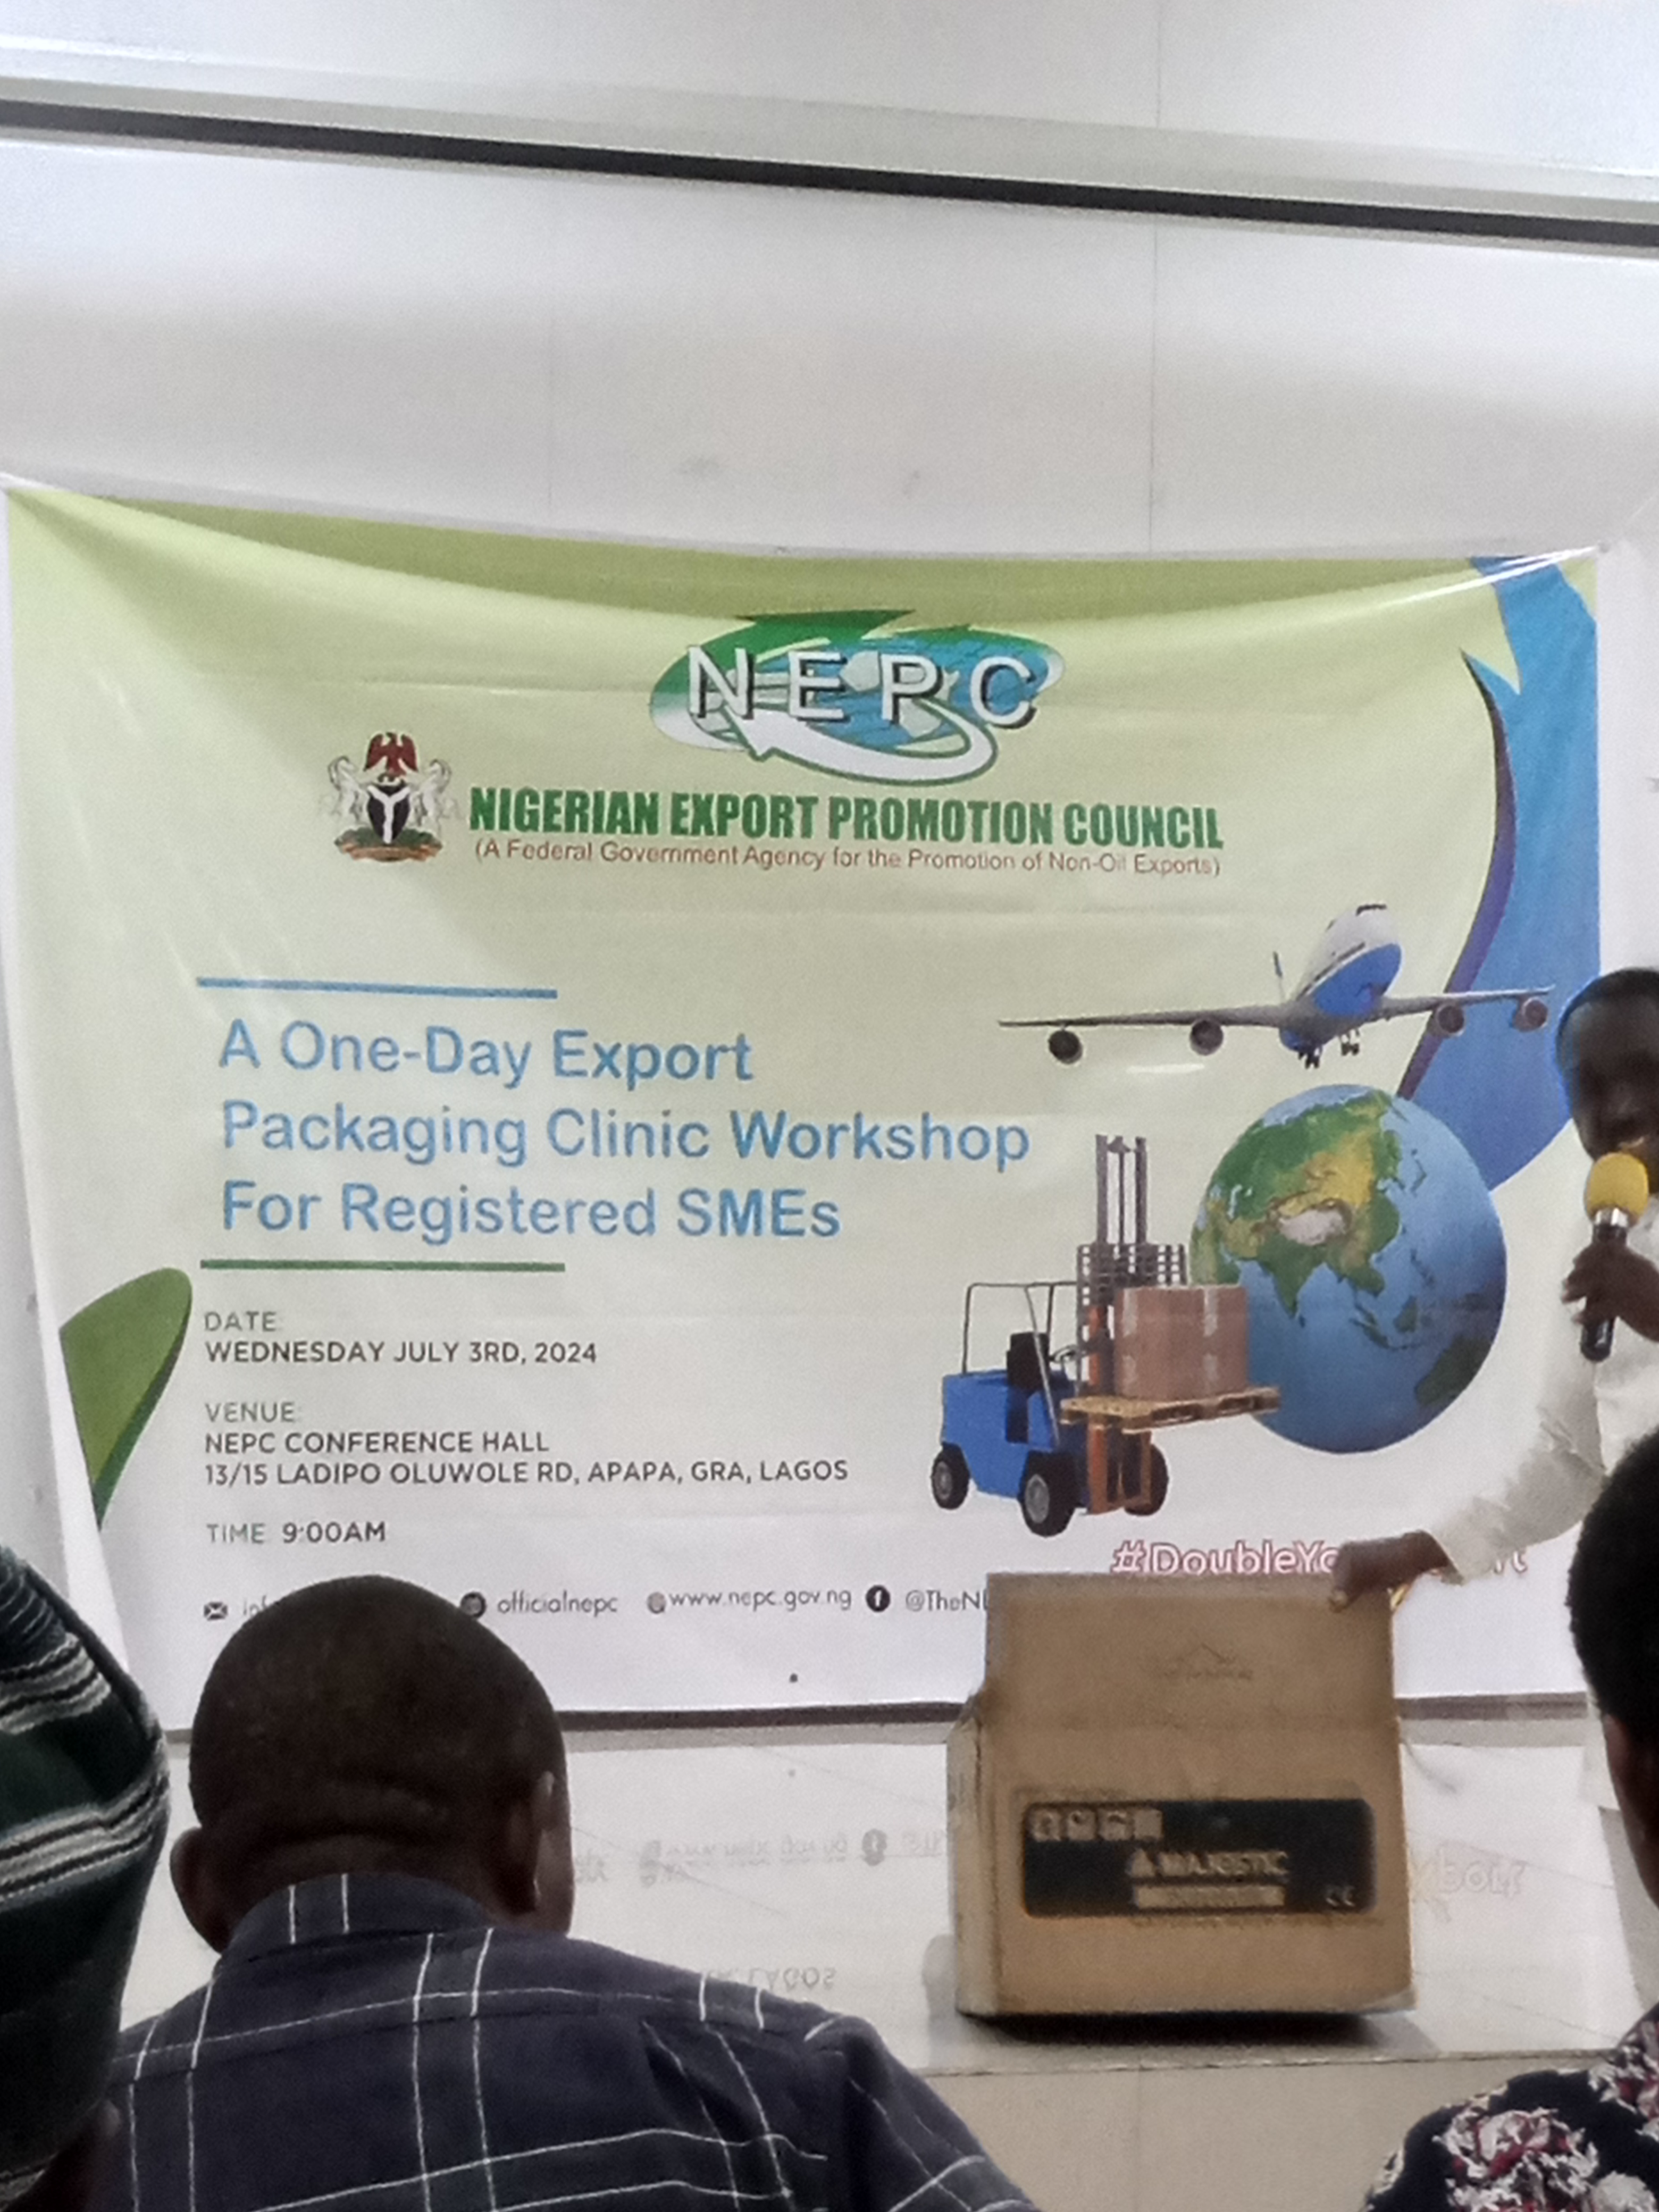 NEPC
NIGERIAN EXPORT PROMOTION COUNCIL
(A Federal Government Agency for the Promotion of Non-Oil Exports)
A One-Day Export
Packaging Clinic Workshop
For Registered SMEs
DATE:
WEDNESDAY JULY 3RD, 2024
VENUE:
NEPC CONFERENCE HALL
13/15 LADIPO OLUWOLE RD, APAPA, GRA, LAGOS
TIME: 9:00AM
officialnepc www.nepc.gov.ng
MAJESTIC
CE